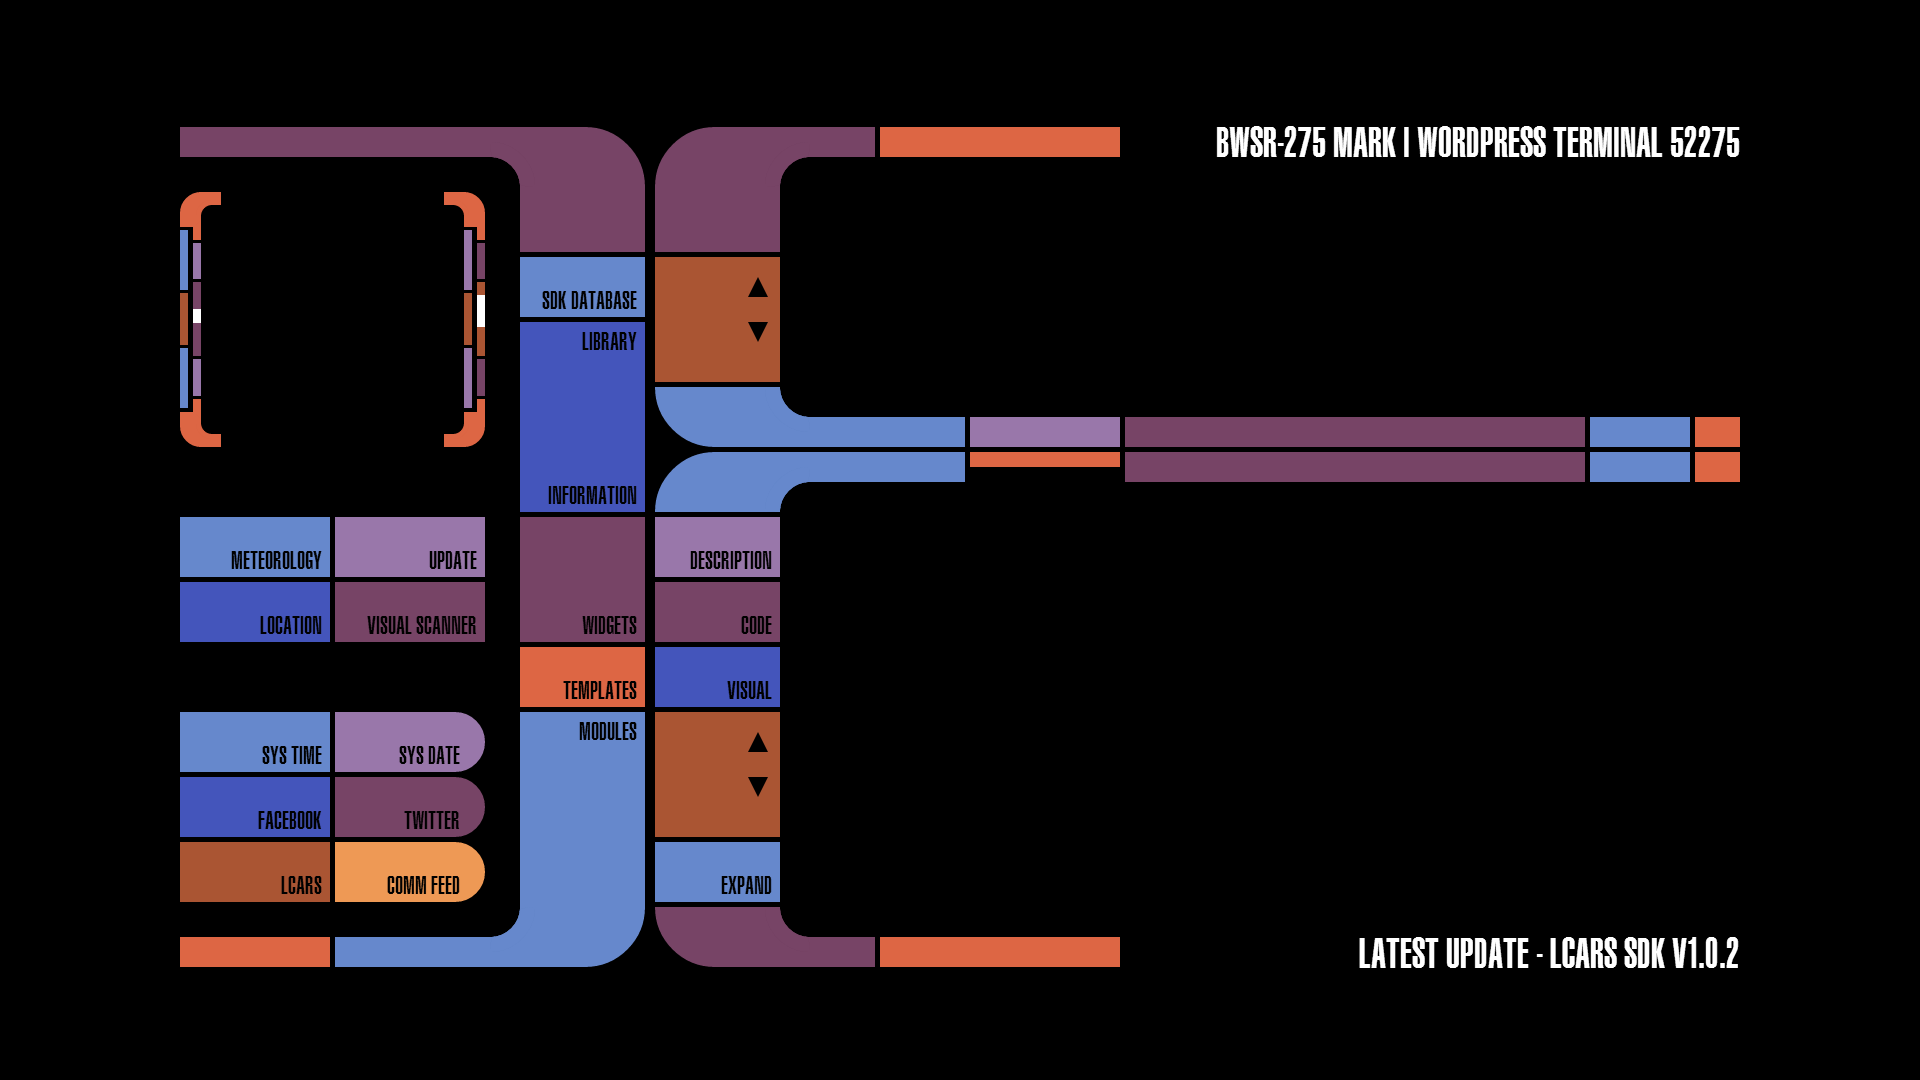 BWSR-275 MARK I WORDPRESS TERMINAL 52275
SDK DATABASE
LIBRARY
INFORMATION
METEOROLOGY
UPDATE
LOCATION
VISUAL SCANNER
WIDGETS
TEMPLATES
MODULES
DESCRIPTION
CODE
VISUAL
SYS TIME
SYS DATE
FACEBOOK
TWITTER
LCARS
COMM FEED
EXPAND
LATEST UPDATE - LCARS SDK V1.0.2